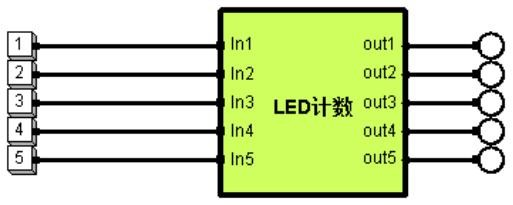 1 In1 out1
2 In2 out2
3 In3 LED计数 out3
4 In4 out4
5 In5 out5